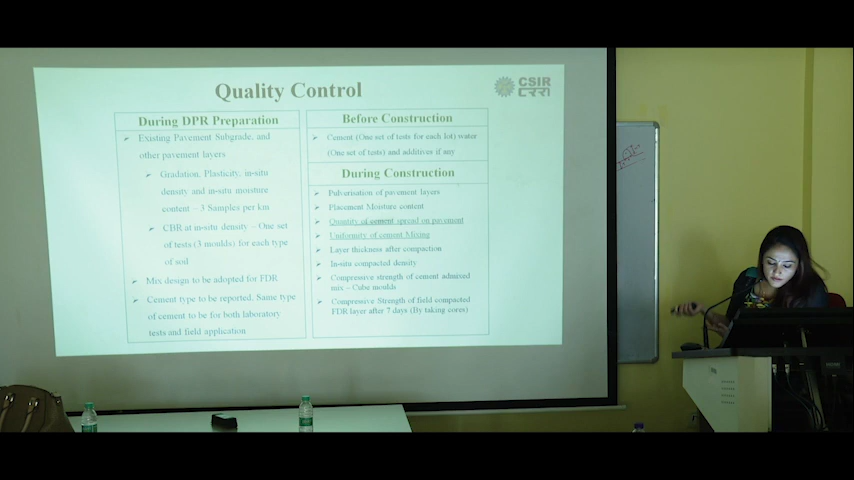 Quality Control
CSIR
During DPR Preparation
Existing Pavement Subgrade, and
other pavement layers
Gradation, Plasticity, in-situ
density and in-situ moisture
content – 3 Samples per km
CBR at in-situ density – One set
of tests (3 moulds) for each type
of soil
Mix design to be adopted for FDR
Cement type to be reported. Same type
of cement to be for both laboratory
tests and field application
Before Construction
Cement (One set of tests for each lot) water
(One set of tests) and additives if any
During Construction
Pulverisation of pavement layers
Placement Moisture content
Quantity of cement spread on pavement
Uniformity of cement Mixing
Layer thickness after compaction
In-situ compacted density
Compressive strength of cement admixed
mix – Cube moulds
Compressive Strength of field compacted
FDR layer after 7 days (By taking cores)